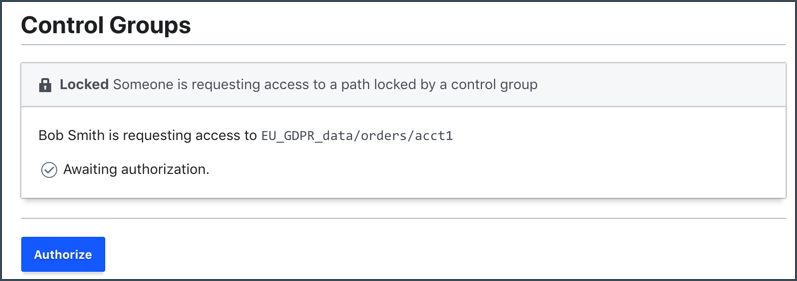 Control Groups
Locked Someone is requesting access to a path locked by a control group
Bob Smith is requesting access to EU_GDPR_data/orders/acct1
Awaiting authorization.
Authorize